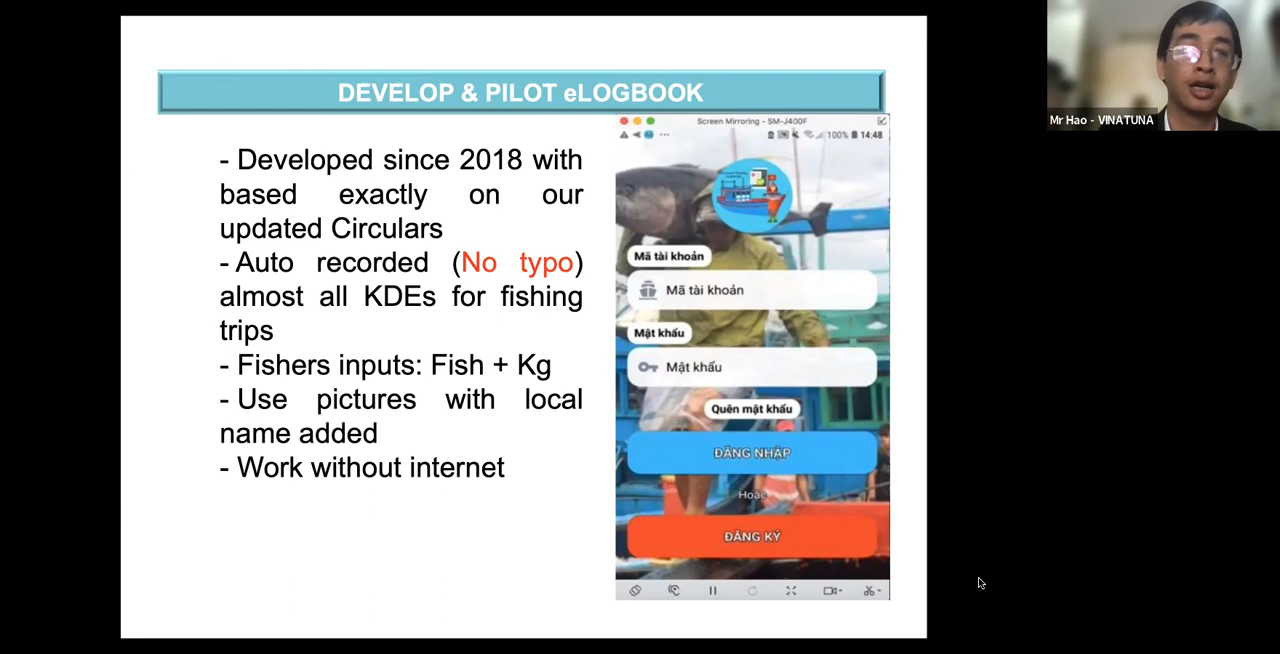 DEVELOP & PILOT eLOGBOOK
- Developed since 2018 with
based exactly on our
updated Circulars
- Auto recorded (No typo)
almost all KDEs for fishing
trips
- Fishers inputs: Fish + Kg
- Use pictures with local
name added
- Work without internet
Screen Mirroring - SM-J400F
100% 14:48
Mã tài khoản
Mã tài khoản
Mật khẩu
Mật khẩu
Quên mật khẩu
ĐĂNG NHẬP
Hoặc
ĐĂNG KÝ
Mr Hao - VINATUNA